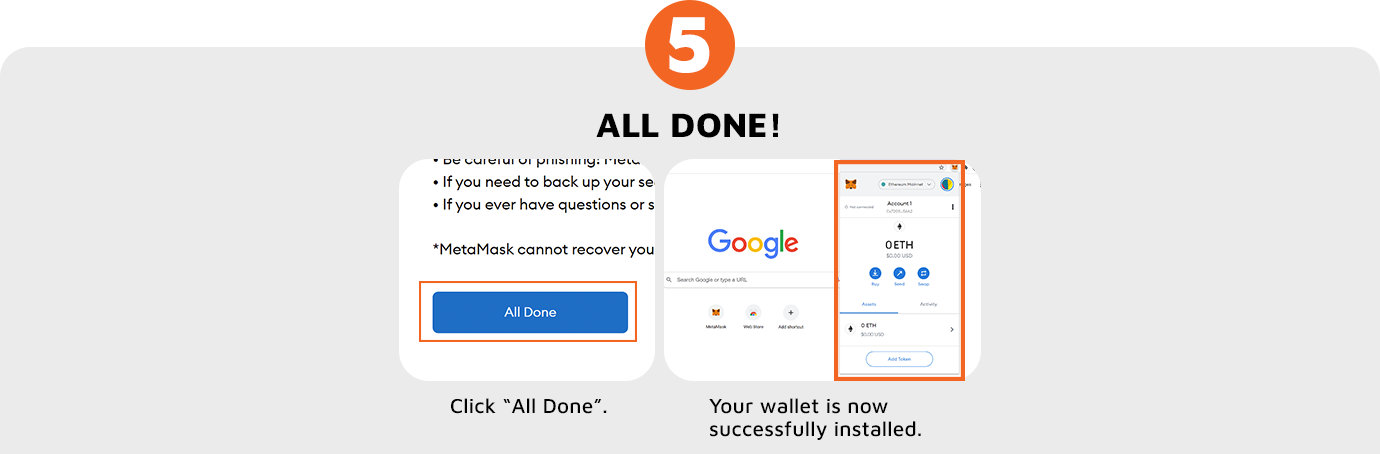 5
ALL DONE!
• Be careful of phishing! Meta
• If you need to back up your se
• If you ever have questions or s
*MetaMask cannot recover you
All Done
Click “All Done”.
Google
Search Google or type a URL
MetaMask
Web Store
Add shortcut
Ethereum Mainnet
Not connected
Account 1
0 ETH
$0.00 USD
Buy
Send
Swap
Assets
Activity
0 ETH
$0.00 USD
Add Token
Your wallet is now
successfully installed.